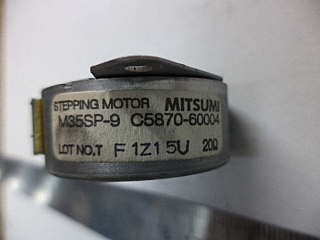 STEPPING MOTOR MITSUMI
M35SP-9 C5870-60004
LOT NO.T F1Z15U 20Ω